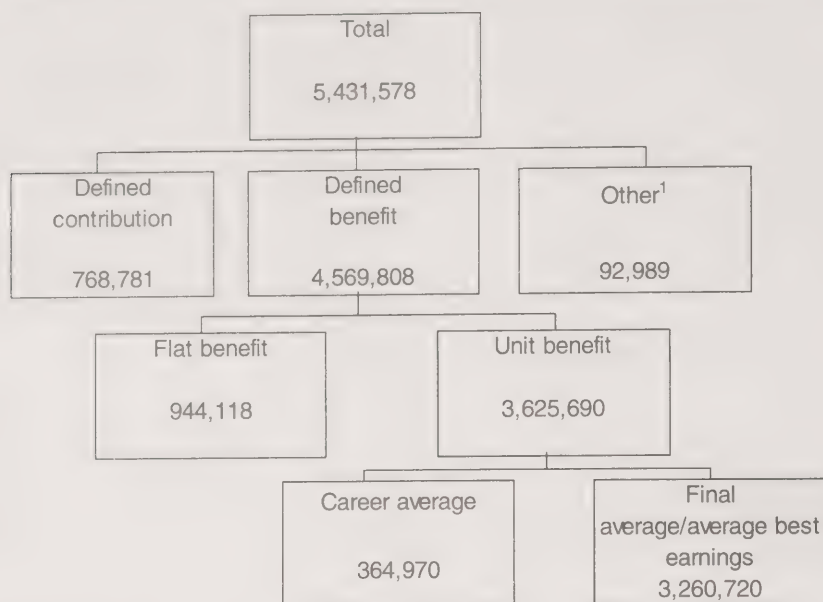 Total
5,431,578
Defined
contribution
768,781
Defined
benefit
4,569,808
Other¹
92,989
Flat benefit
944,118
Unit benefit
3,625,690
Career average
364,970
Final
average/average best
earnings
3,260,720